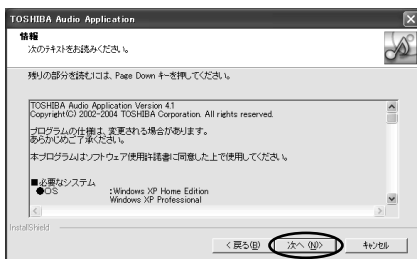 TOSHIBA Audio Application
情報
次のテキストをお読みください。
残りの部分を読むには、Page Down キーを押してください。
TOSHIBA Audio Application Version 4.1
Copyright(C) 2002-2004 TOSHIBA Corporation. All rights reserved.
プログラムの仕様は、変更される場合があります。
あらかじめご了承ください。
本プログラムはソフトウェア使用許諾書に同意した上で使用してください。
■必要なシステム
●OS :Windows XP Home Edition
Windows XP Professional
InstallShield
< 戻る(B) 次へ (N)> キャンセル